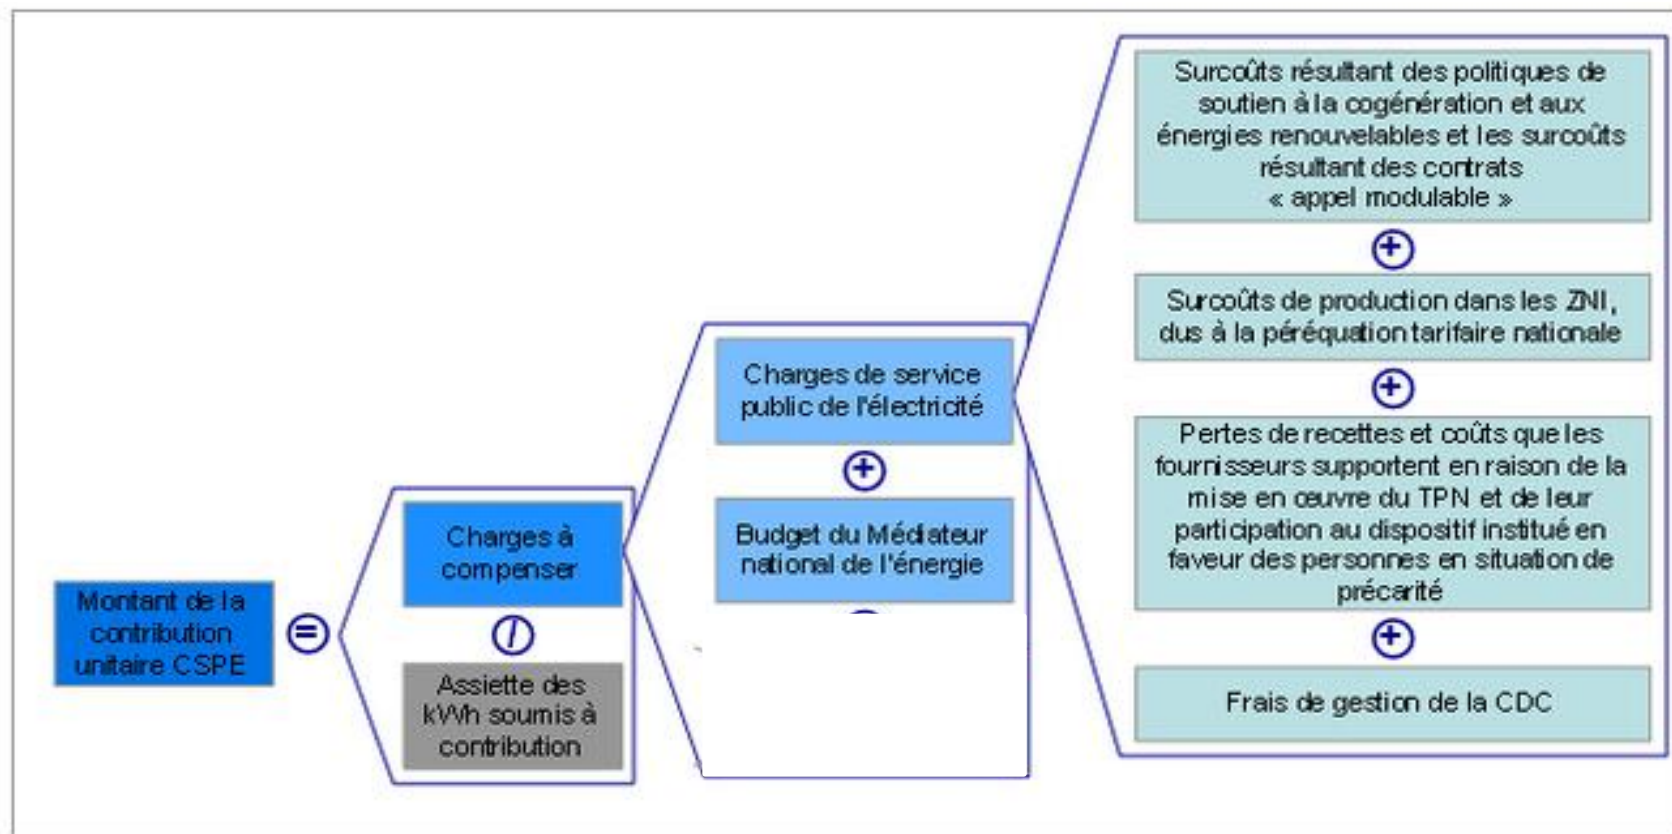 Montant de la
contribution
unitaire CSPE
=
Charges à
compenser
/
Assiette des
kWh soumis à
contribution
Charges de service
public de l'électricité
+
Budget du Médiateur
national de l'énergie
Surcoûts résultant des politiques de
soutien à la cogénération et aux
énergies renouvelables et les surcoûts
résultant des contrats
« appel modulable »
+
Surcoûts de production dans les ZNI,
dus à la péréquation tarifaire nationale
+
Pertes de recettes et coûts que les
fournisseurs supportent en raison de la
mise en œuvre du TPN et de leur
participation au dispositif institué en
faveur des personnes en situation de
précarité
+
Frais de gestion de la CDC